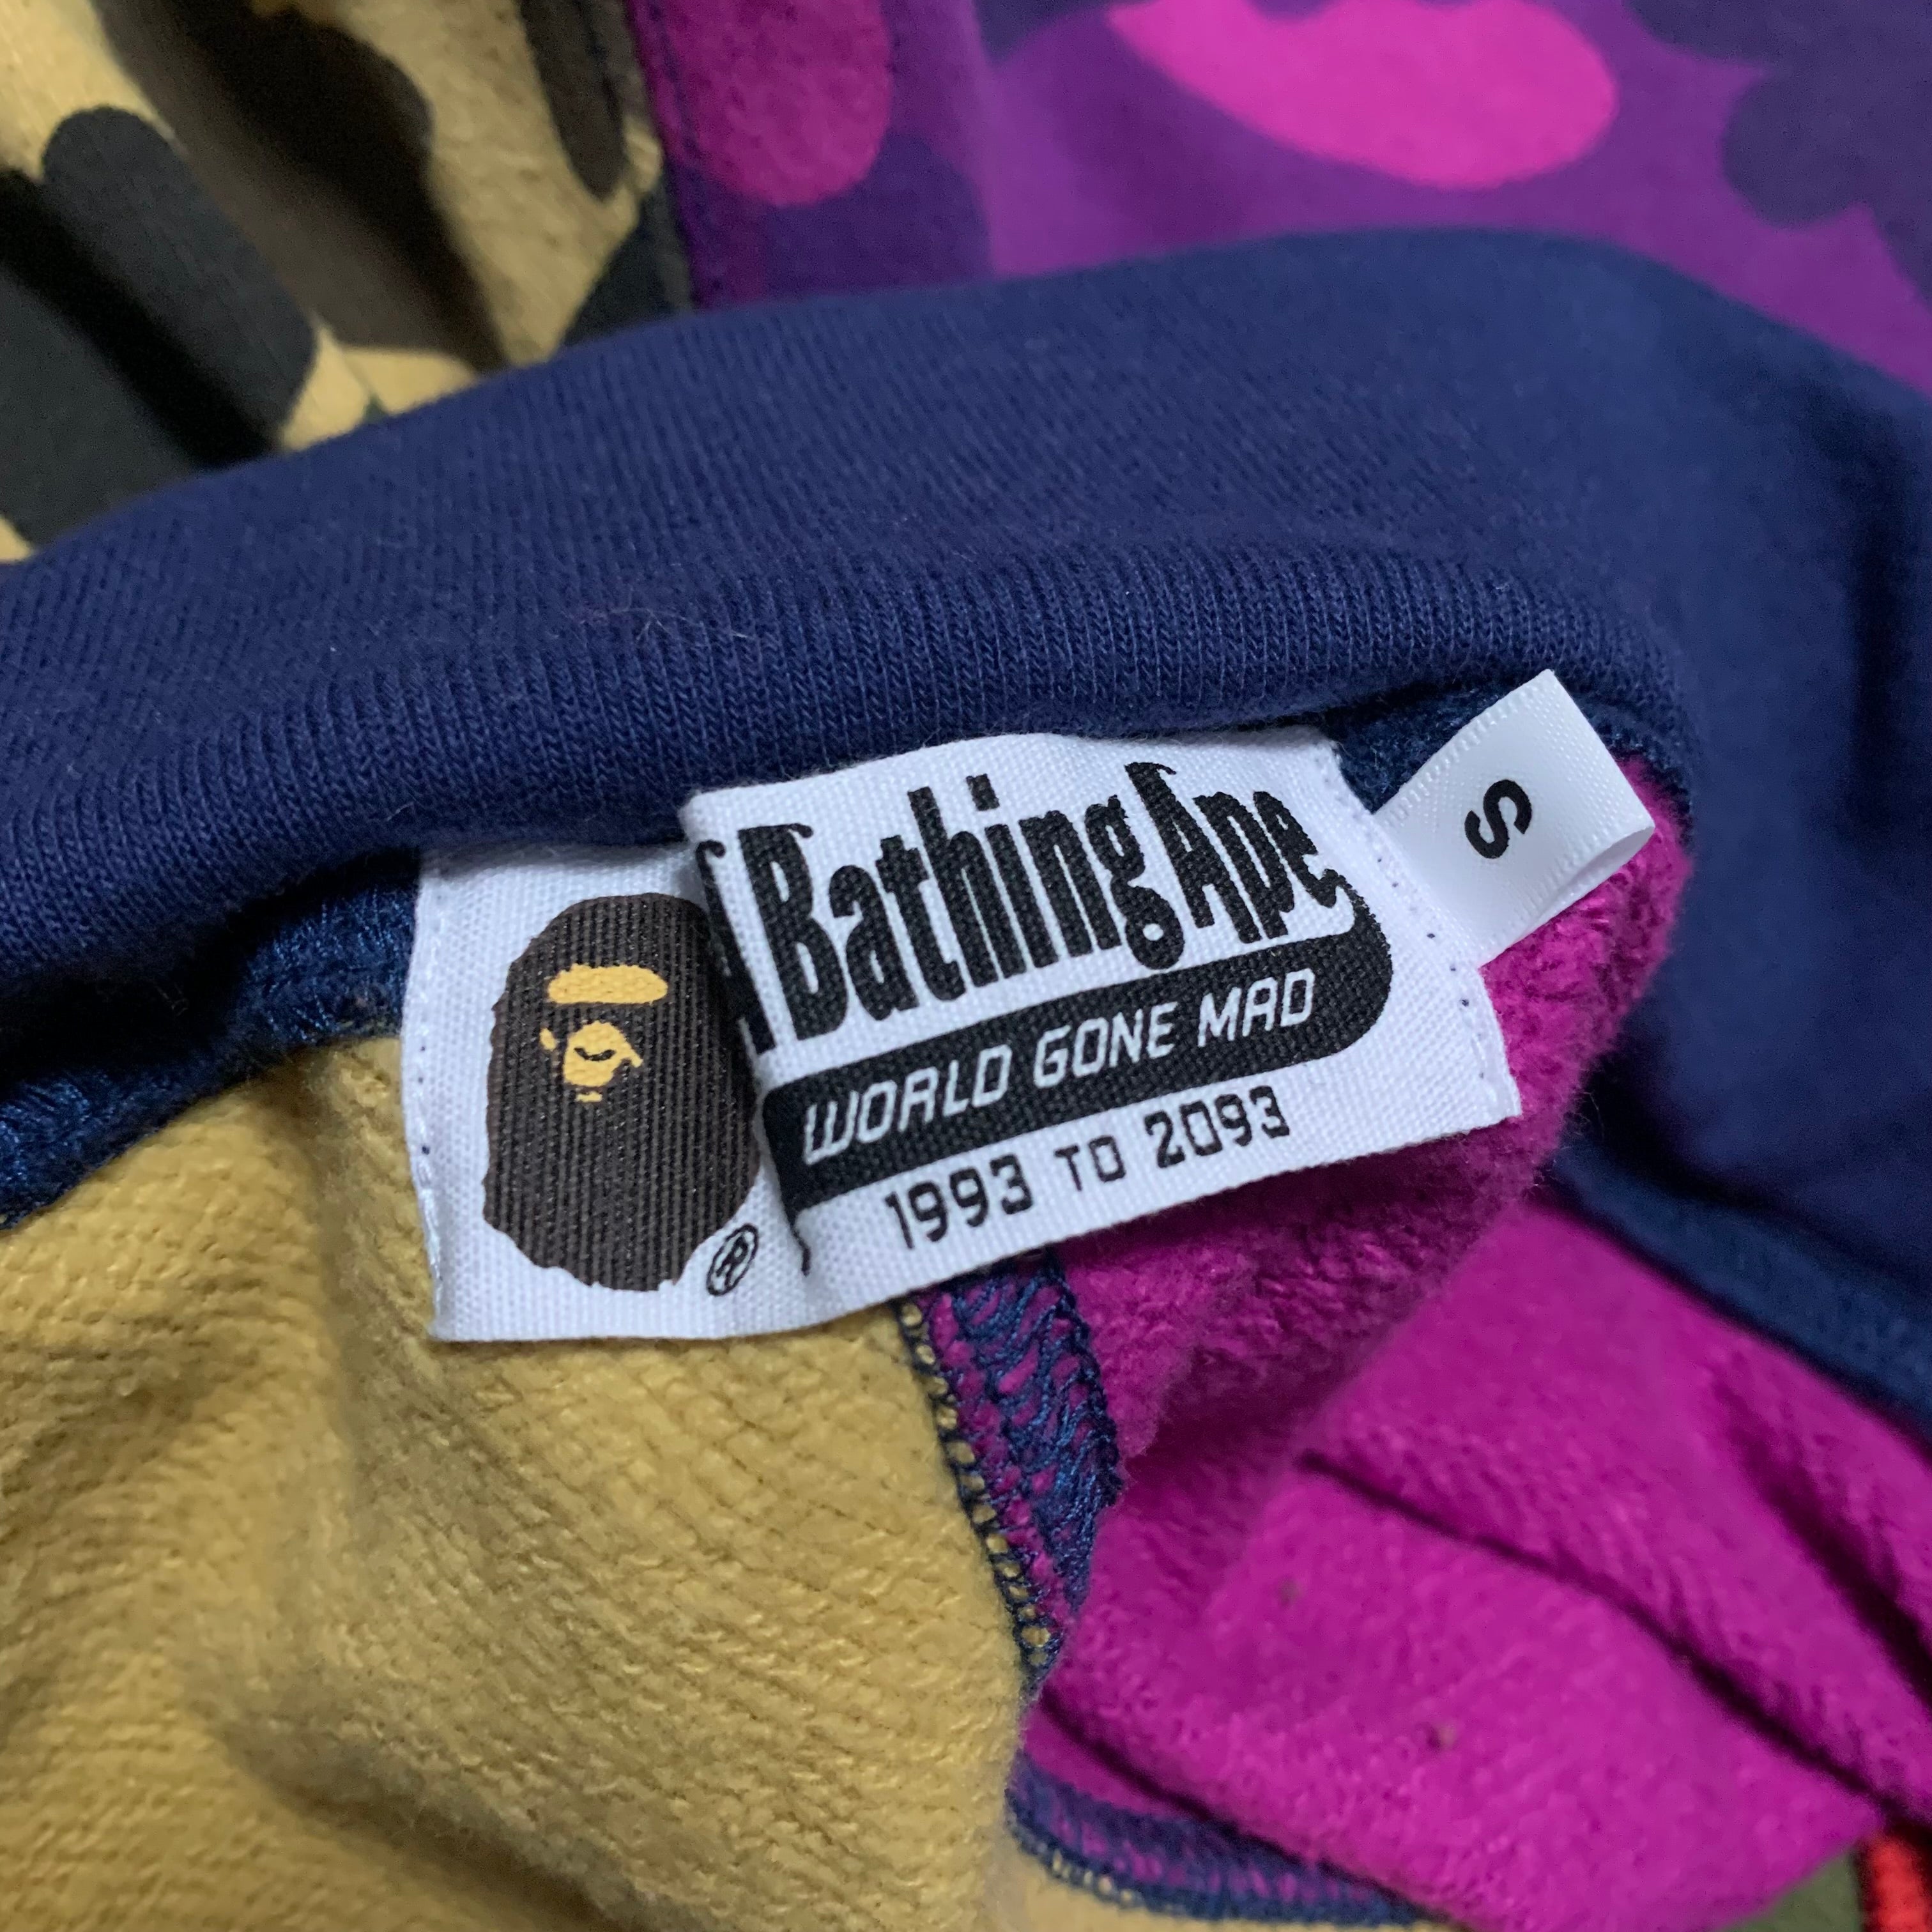 A Bathing Ape
WORLD GONE MAD
1993 TO 2093
®
S